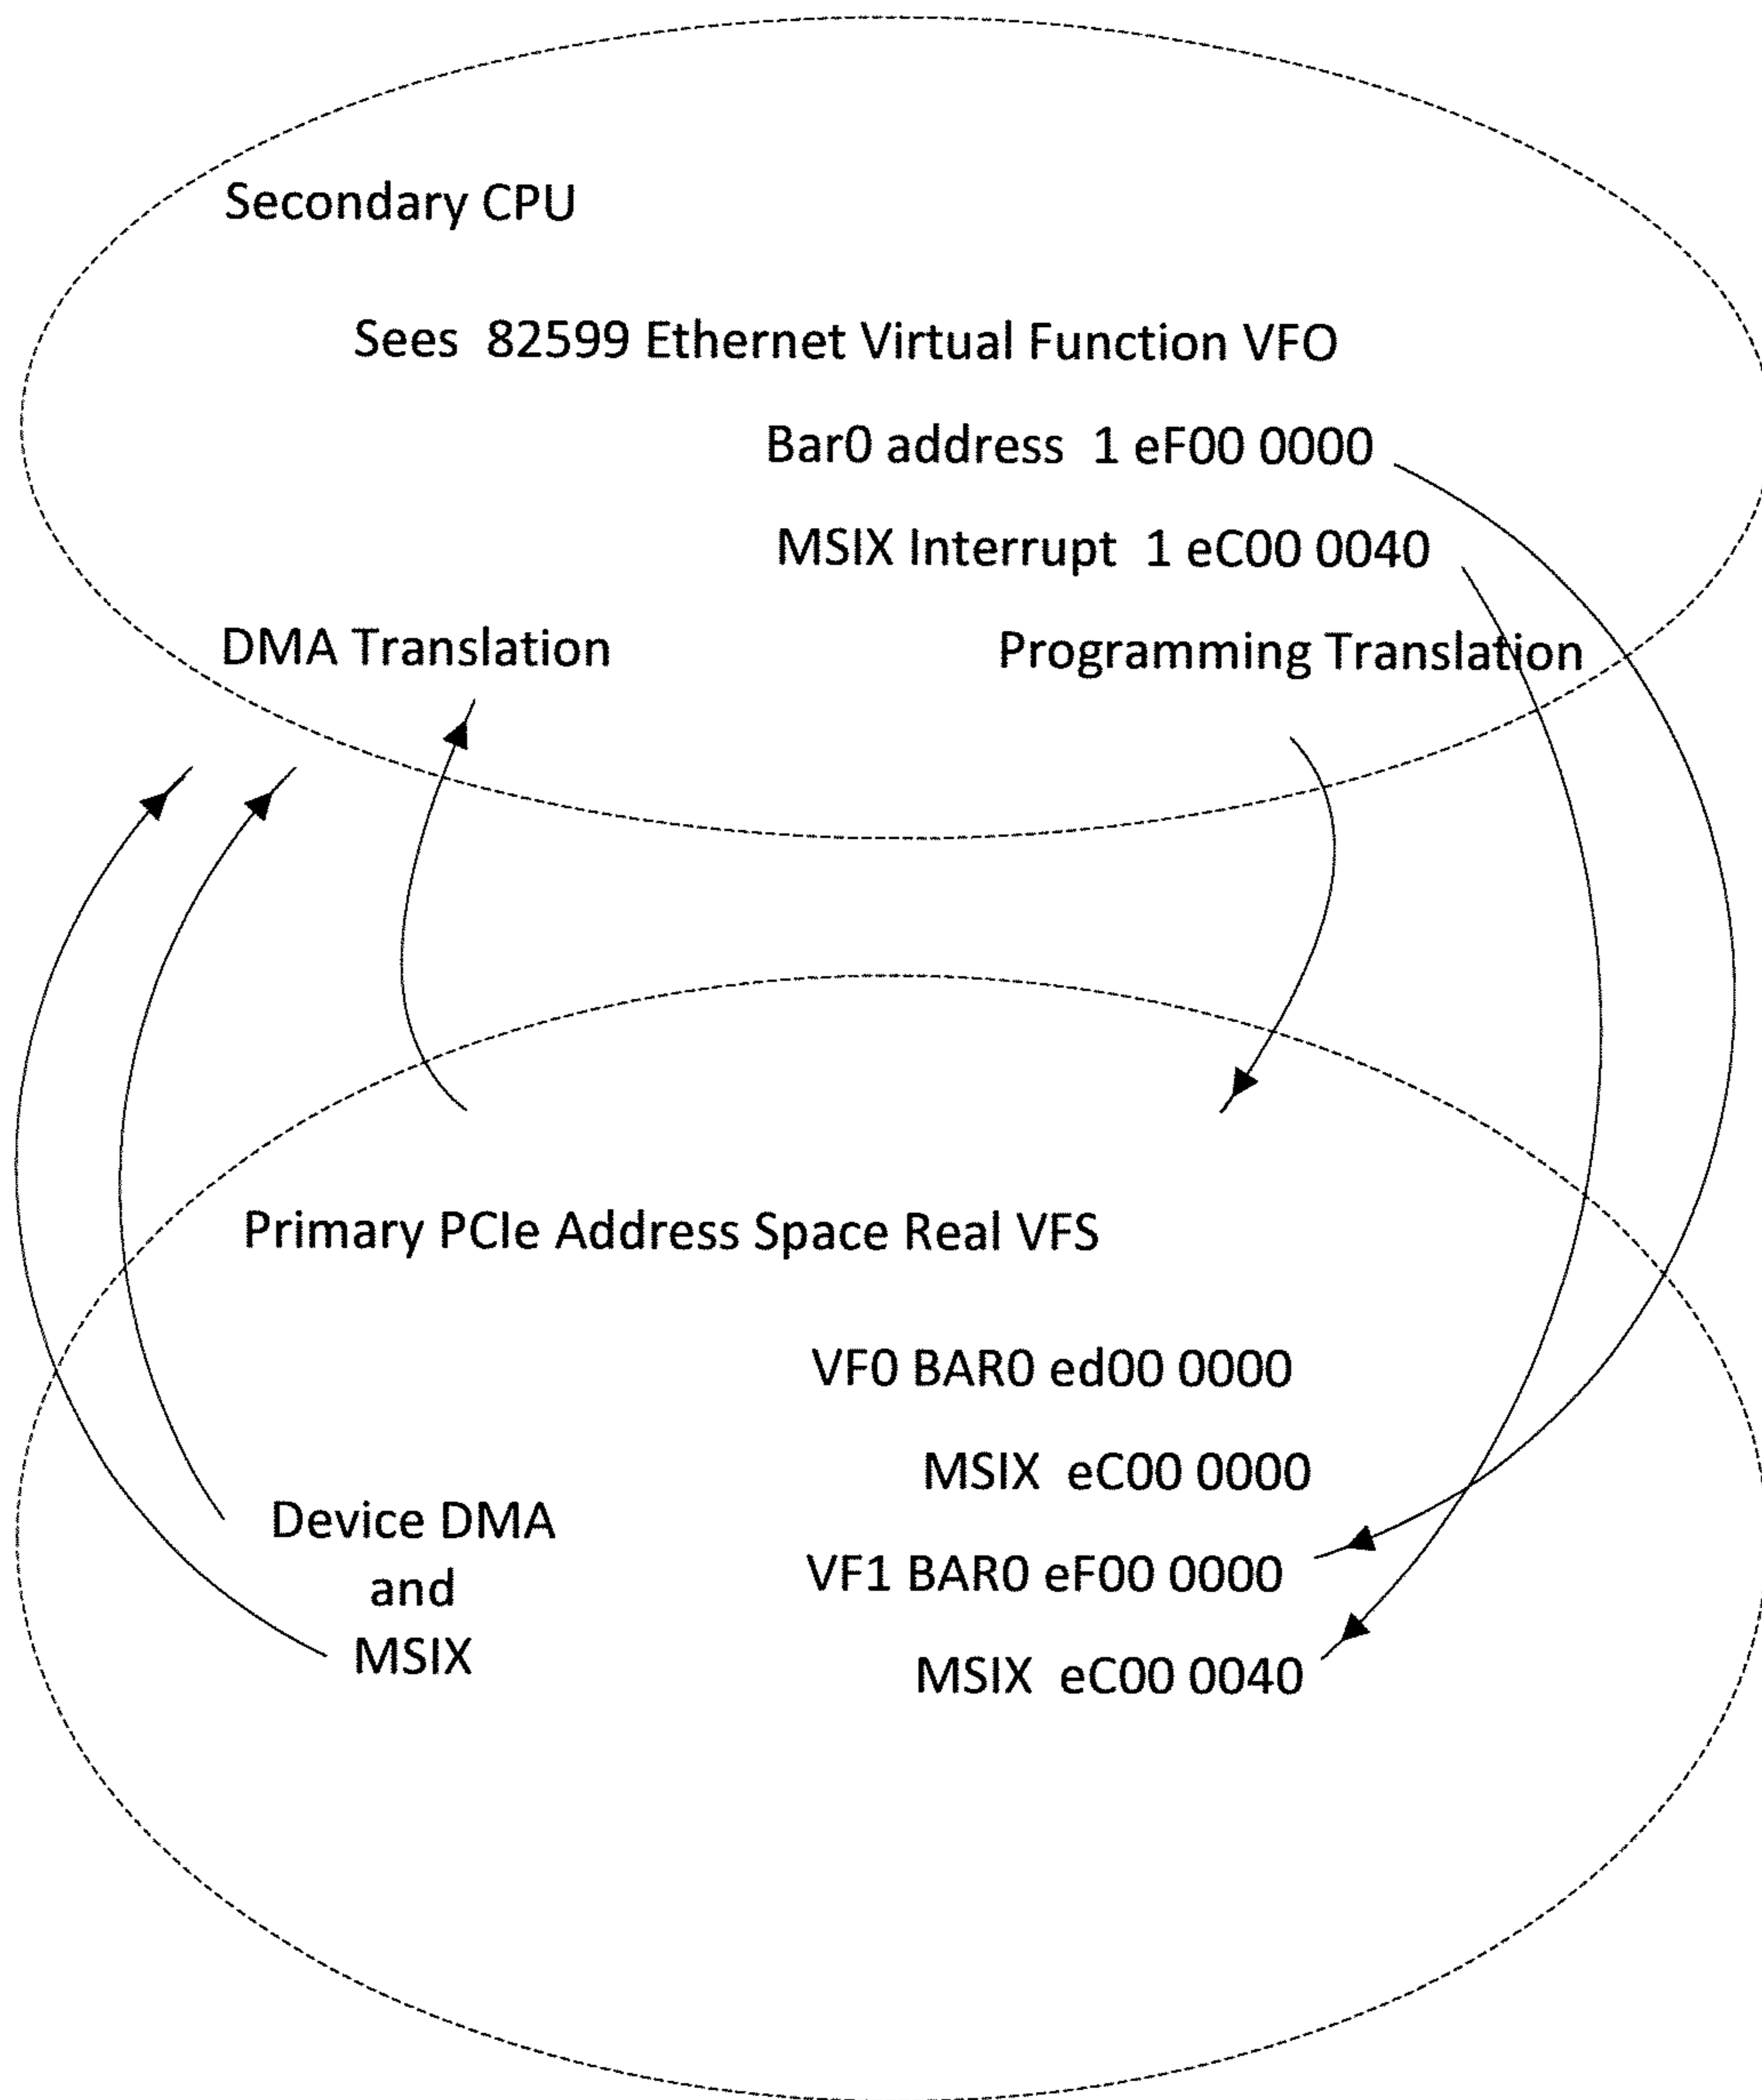 Secondary CPU
Sees 82599 Ethernet Virtual Function VFO
Bar0 address 1 eF00 0000
MSIX Interrupt 1 eC00 0040
DMA Translation
Programming Translation
Primary PCIe Address Space Real VFS
VF0 BAR0 ed00 0000
MSIX eC00 0000
Device DMA
and
MSIX
VF1 BAR0 eF00 0000
MSIX eC00 0040